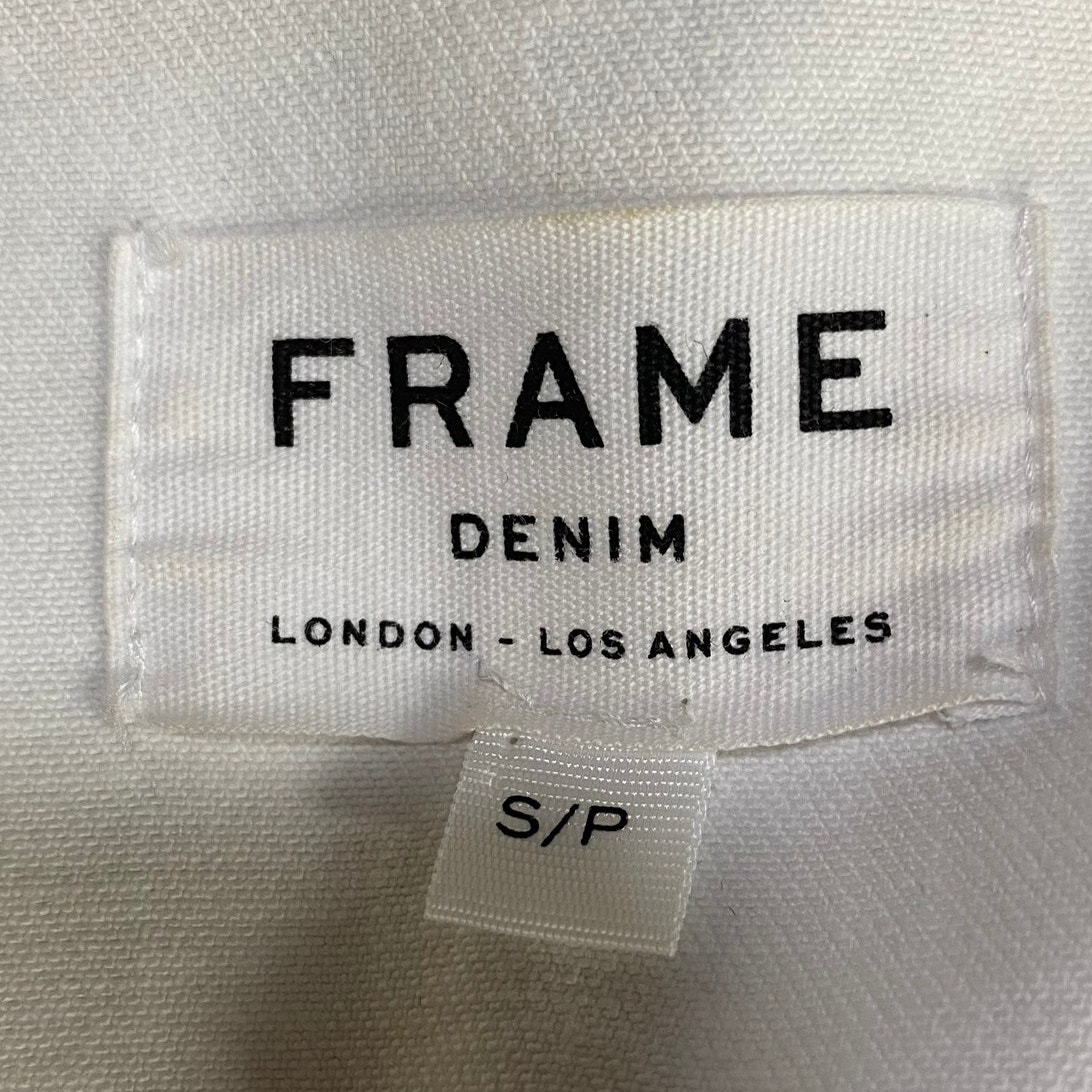 FRAME
DENIM
LONDON - LOS ANGELES
S/P